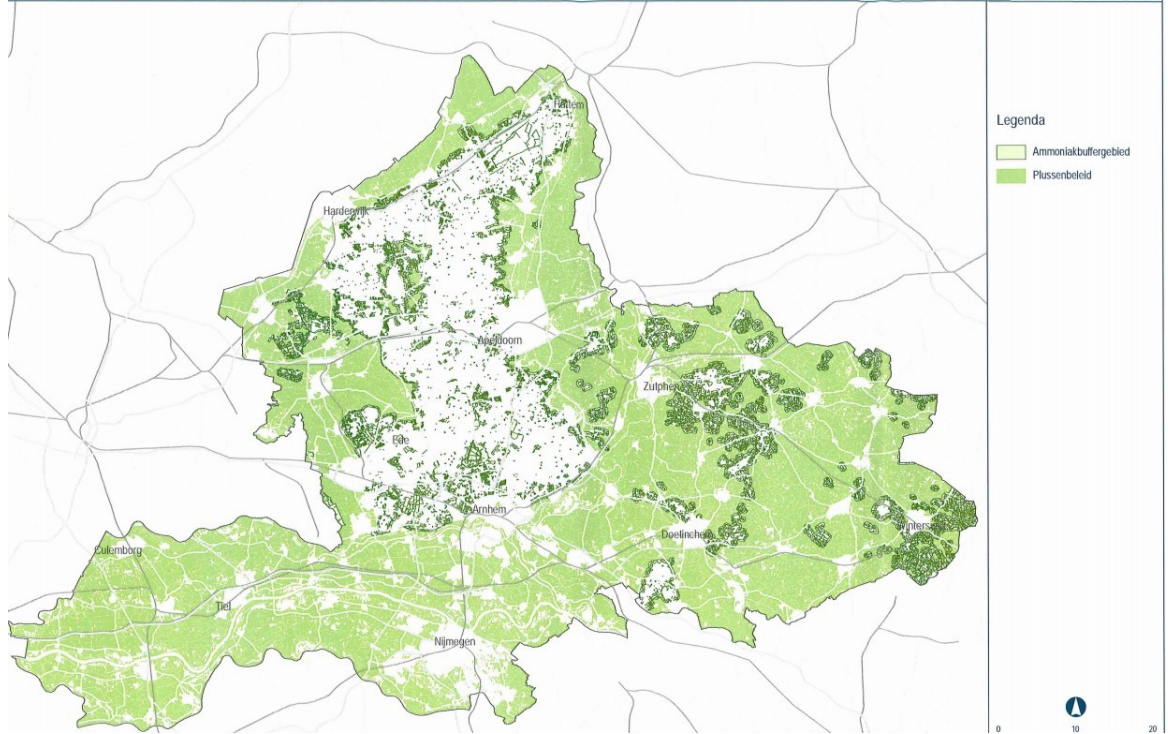 Hattem
Legenda
Ammoniakbuffergebied
Plussenbeleid
Harderwijk
Apeldoorn
Zutphen
Ede
Arnhem
Doetinchem
Winterswijk
Culemborg
Tiel
Nijmegen
0 10 20